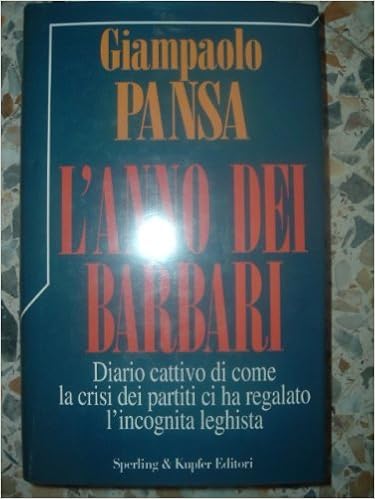 Giampaolo
PANSA
L'ANNO DEI
BARBARI
Diario cattivo di come
la crisi dei partiti ci ha regalato
l'incognita leghista
Sperling & Kupfer Editori